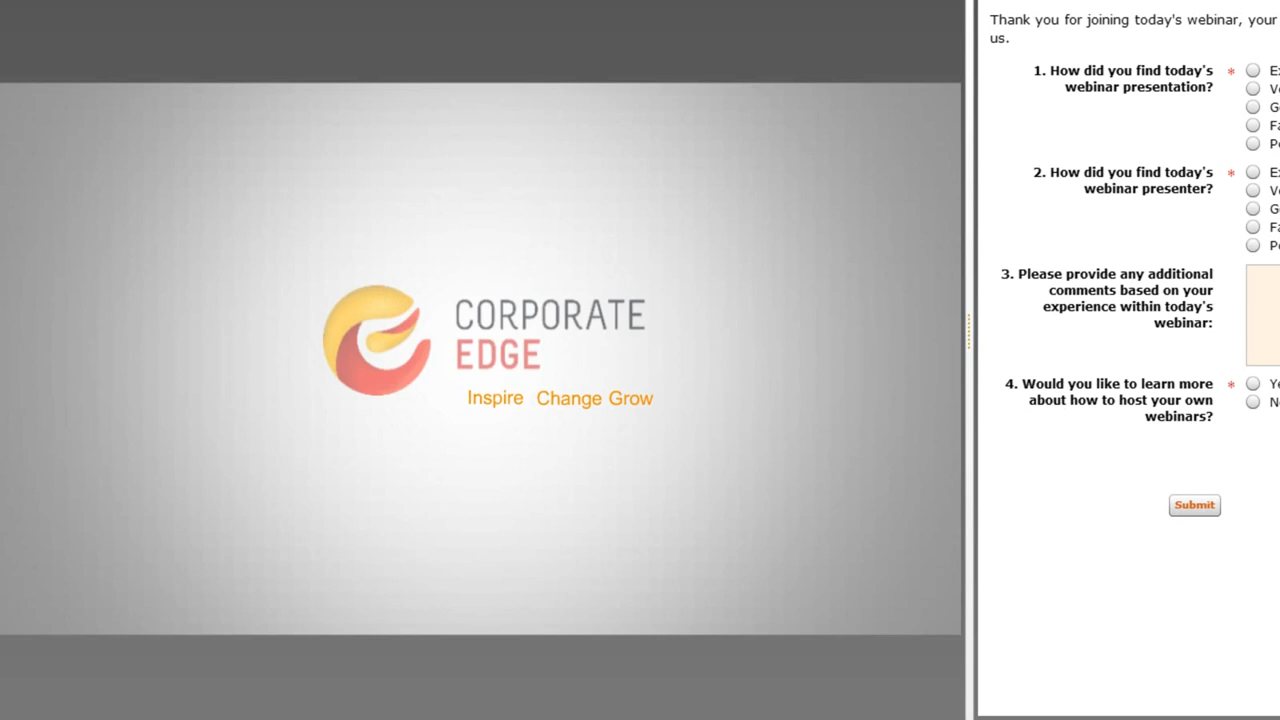 CORPORATE
EDGE
Inspire Change Grow
Thank you for joining today's webinar, your
us.
1. How did you find today's
webinar presentation?
*
2. How did you find today's
webinar presenter?
*
3. Please provide any additional
comments based on your
experience within today's
webinar:
4. Would you like to learn more
about how to host your own
webinars?
*
Submit